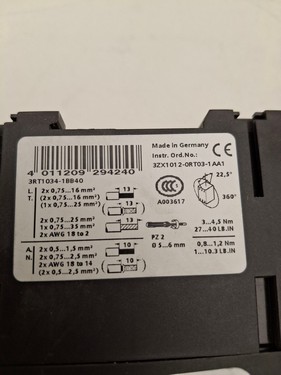 Made in Germany
Instr. Ord.No.:
3ZX1012-0RT03-1AA1
CE
4 011209 294240
3RT1034-1BB40
22,5°
360°
L. 2x 0,75...16 mm²
T. 2x 0,75...16 mm²
(1x 0,75...25 mm²)
13
13
CCC
A003617
2x 0,75...25 mm²
1x 0,75...35 mm²
2x AWG 18 to 2
13
PZ 2
Ø 5...6 mm
3...4,5 Nm
27...40 LB.IN
A. 2x 0,5...1,5 mm²
N. 2x 0,75...2,5 mm²
2x AWG 18 to 14
(2x 0,5...2,5 mm²)
10
10
0,8...1,2 Nm
7...10.3 LB.IN